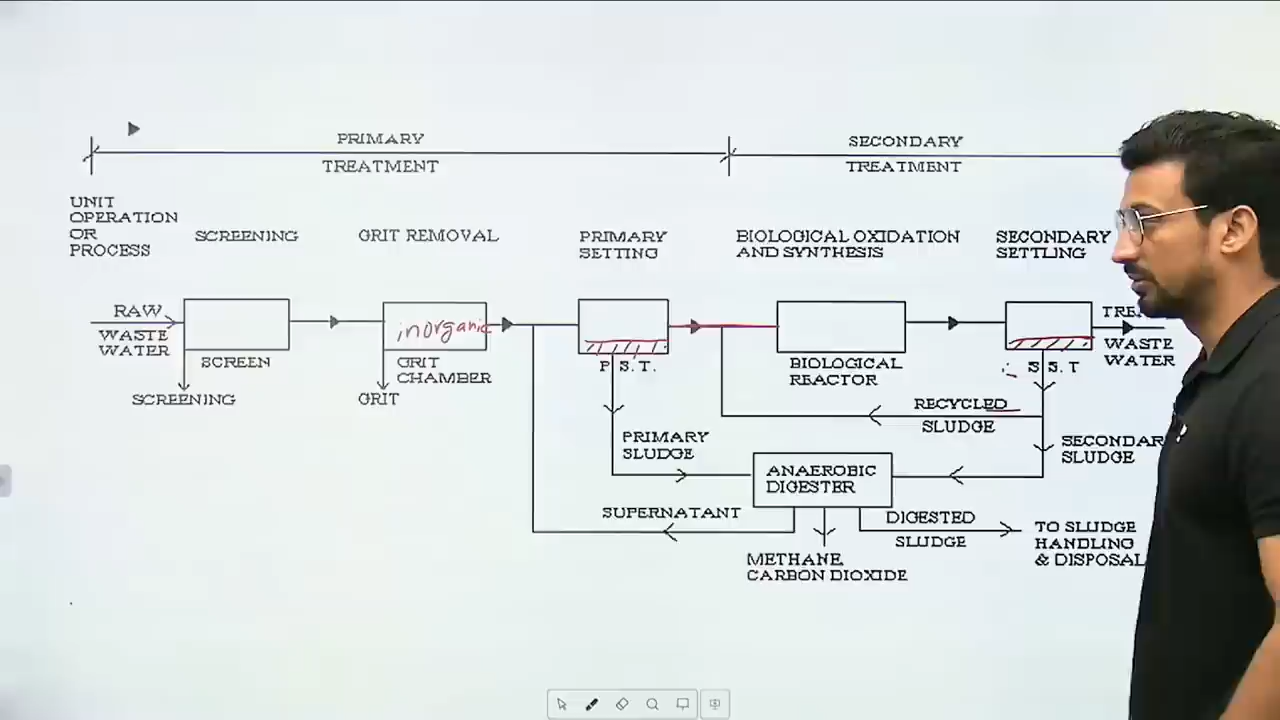 PRIMARY
TREATMENT
SECONDARY
TREATMENT
UNIT
OPERATION
OR
PROCESS
SCREENING
GRIT REMOVAL
PRIMARY
SETTING
BIOLOGICAL OXIDATION
AND SYNTHESIS
SECONDARY
SETTLING
RAW
WASTE
WATER
SCREEN
SCREENING
inorganic
GRIT
CHAMBER
GRIT
P.S.T.
BIOLOGICAL
REACTOR
S.S.T
WASTE
WATER
RECYCLED
SLUDGE
PRIMARY
SLUDGE
SECONDAR
SLUDGE
ANAEROBIC
DIGESTER
SUPERNATANT
DIGESTED
SLUDGE
METHANE,
CARBON DIOXIDE
TO SLUDGE
HANDLING
& DISPOSAL